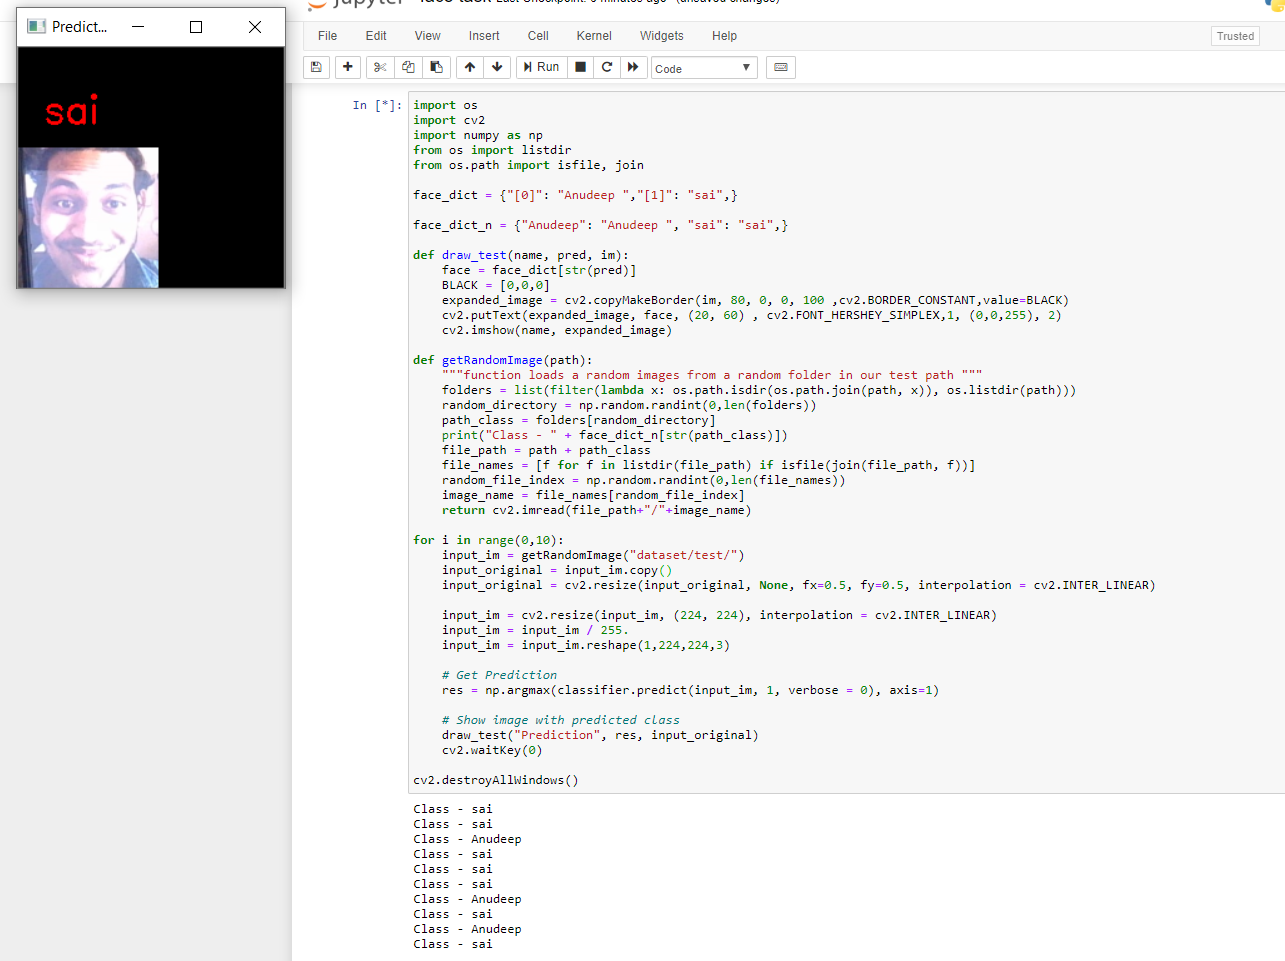 Predict...
sai
jupyter face task Last Checkpoint: 6 minutes ago (unsaved changes)
File Edit View Insert Cell Kernel Widgets Help Trusted
Run Code
In [*]:
import os
import cv2
import numpy as np
from os import listdir
from os.path import isfile, join
face_dict = {"[0]": "Anudeep ","[1]": "sai",}
face_dict_n = {"Anudeep": "Anudeep ", "sai": "sai",}
def draw_test(name, pred, im):
    face = face_dict[str(pred)]
    BLACK = [0,0,0]
    expanded_image = cv2.copyMakeBorder(im, 80, 0, 0, 100 ,cv2.BORDER_CONSTANT,value=BLACK)
    cv2.putText(expanded_image, face, (20, 60) , cv2.FONT_HERSHEY_SIMPLEX,1, (0,0,255), 2)
    cv2.imshow(name, expanded_image)
def getRandomImage(path):
    """function loads a random images from a random folder in our test path """
    folders = list(filter(lambda x: os.path.isdir(os.path.join(path, x)), os.listdir(path)))
    random_directory = np.random.randint(0,len(folders))
    path_class = folders[random_directory]
    print("Class - " + face_dict_n[str(path_class)])
    file_path = path + path_class
    file_names = [f for f in listdir(file_path) if isfile(join(file_path, f))]
    random_file_index = np.random.randint(0,len(file_names))
    image_name = file_names[random_file_index]
    return cv2.imread(file_path+"/"+image_name)
for i in range(0,10):
    input_im = getRandomImage("dataset/test/")
    input_original = input_im.copy()
    input_original = cv2.resize(input_original, None, fx=0.5, fy=0.5, interpolation = cv2.INTER_LINEAR)
    input_im = cv2.resize(input_im, (224, 224), interpolation = cv2.INTER_LINEAR)
    input_im = input_im / 255.
    input_im = input_im.reshape(1,224,224,3)
    # Get Prediction
    res = np.argmax(classifier.predict(input_im, 1, verbose = 0), axis=1)
    # Show image with predicted class
    draw_test("Prediction", res, input_original)
    cv2.waitKey(0)
cv2.destroyAllWindows()
Class - sai
Class - sai
Class - Anudeep
Class - sai
Class - sai
Class - sai
Class - Anudeep
Class - sai
Class - Anudeep
Class - sai